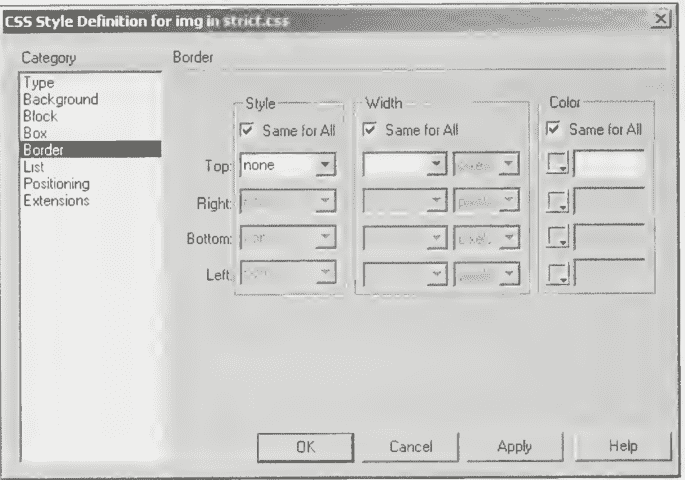 CSS Style Definition for img in strict.css
Category
Border
Type
Background
Block
Box
Border
List
Positioning
Extensions
Style
Width
Color
Same for All
Same for All
Same for All
Top:
none
Right:
Bottom:
Left:
OK
Cancel
Apply
Help